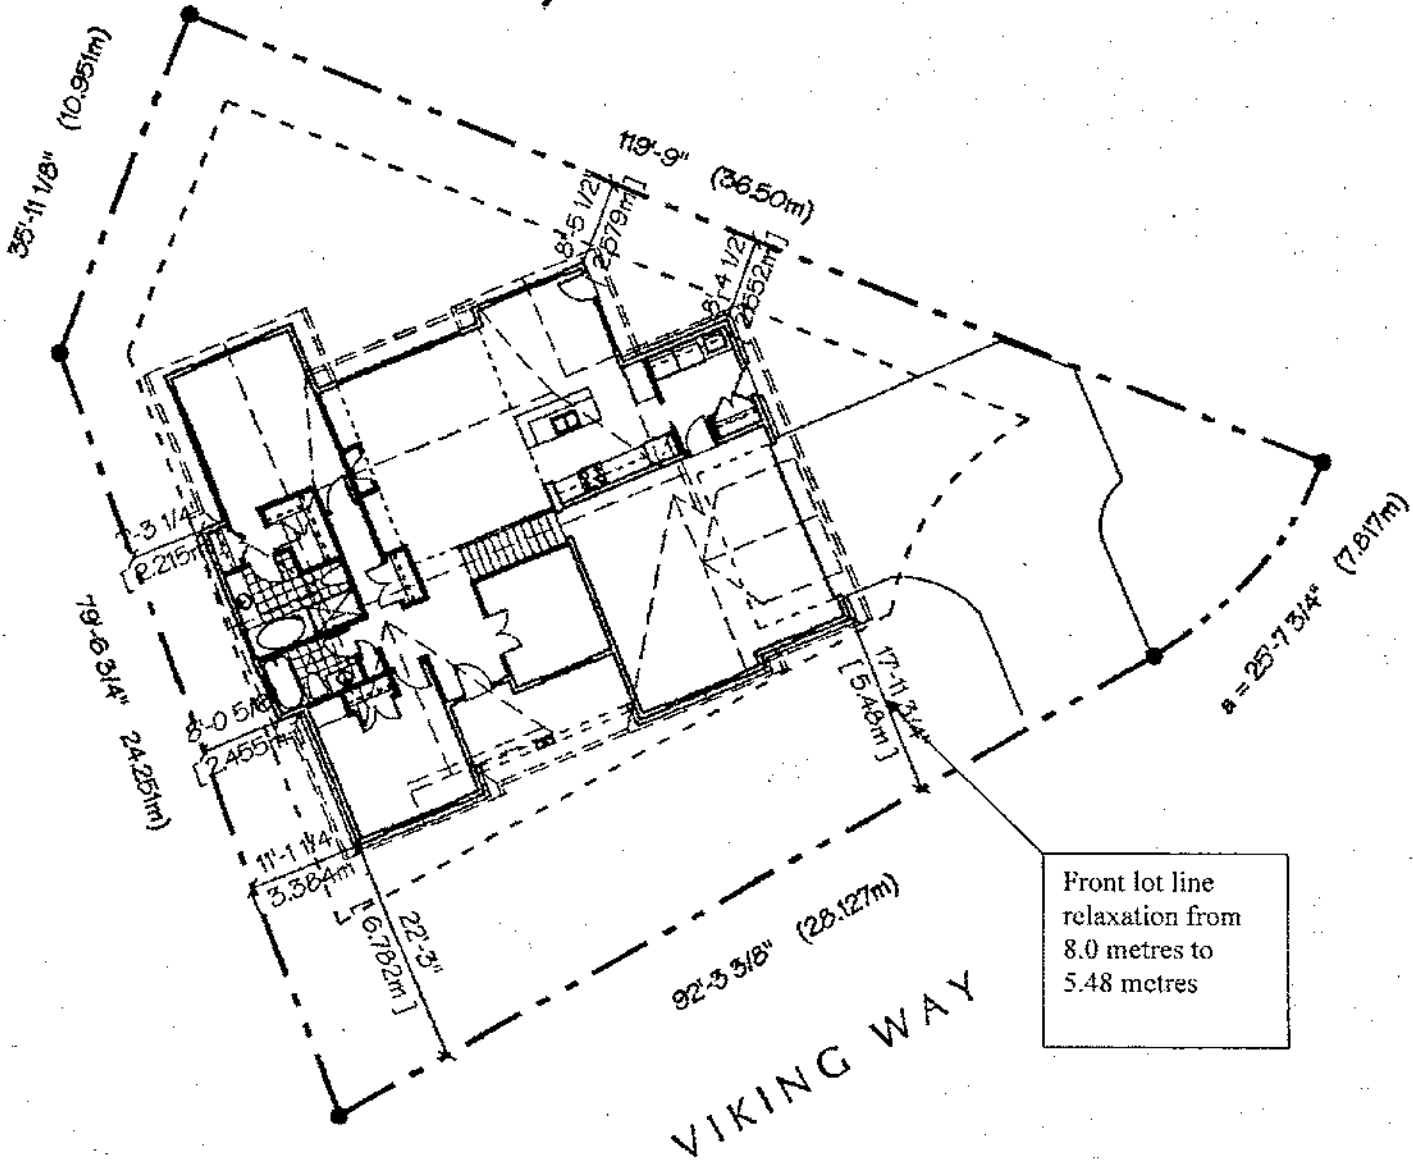 35'-11 1/8" (10.951m)
119'-9" (36.50m)
8'-5 1/2"
2.579m]
8'-4 1/2"
2.552m]
-3 1/4"
[2.215m
79'-6 3/4" 24.251m)
8'-0 5/8
[2.455
11'-1 1/4
3.384m
22'-3"
[6.782m]
17'-11 3/4"
[5.48m]
a = 25'-7 3/4" (7.817m)
92'-3 3/8" (28.127m)
VIKING WAY
Front lot line
relaxation from
8.0 metres to
5.48 metres